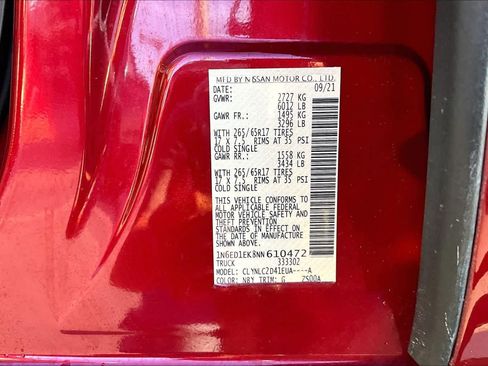 MFD BY NISSAN MOTOR CO., LTD.
DATE: 09/21
GVWR: 2727 KG
6012 LB
GAWR FR.: 1495 KG
3296 LB
WITH 265/65R17 TIRES
17 X 7.5 RIMS AT 35 PSI
COLD SINGLE
GAWR RR.: 1558 KG
3434 LB
WITH 265/65R17 TIRES
17 X 7.5 RIMS AT 35 PSI
COLD SINGLE
THIS VEHICLE CONFORMS TO
ALL APPLICABLE FEDERAL
MOTOR VEHICLE SAFETY AND
THEFT PREVENTION
STANDARDS IN EFFECT ON THE
DATE OF MANUFACTURE
SHOWN ABOVE.
1N6ED1EK8NN610472
TRUCK 333302
MODEL: CLYNLC2D41EUA----A
COLOR: NBY TRIM: G ZSD0A